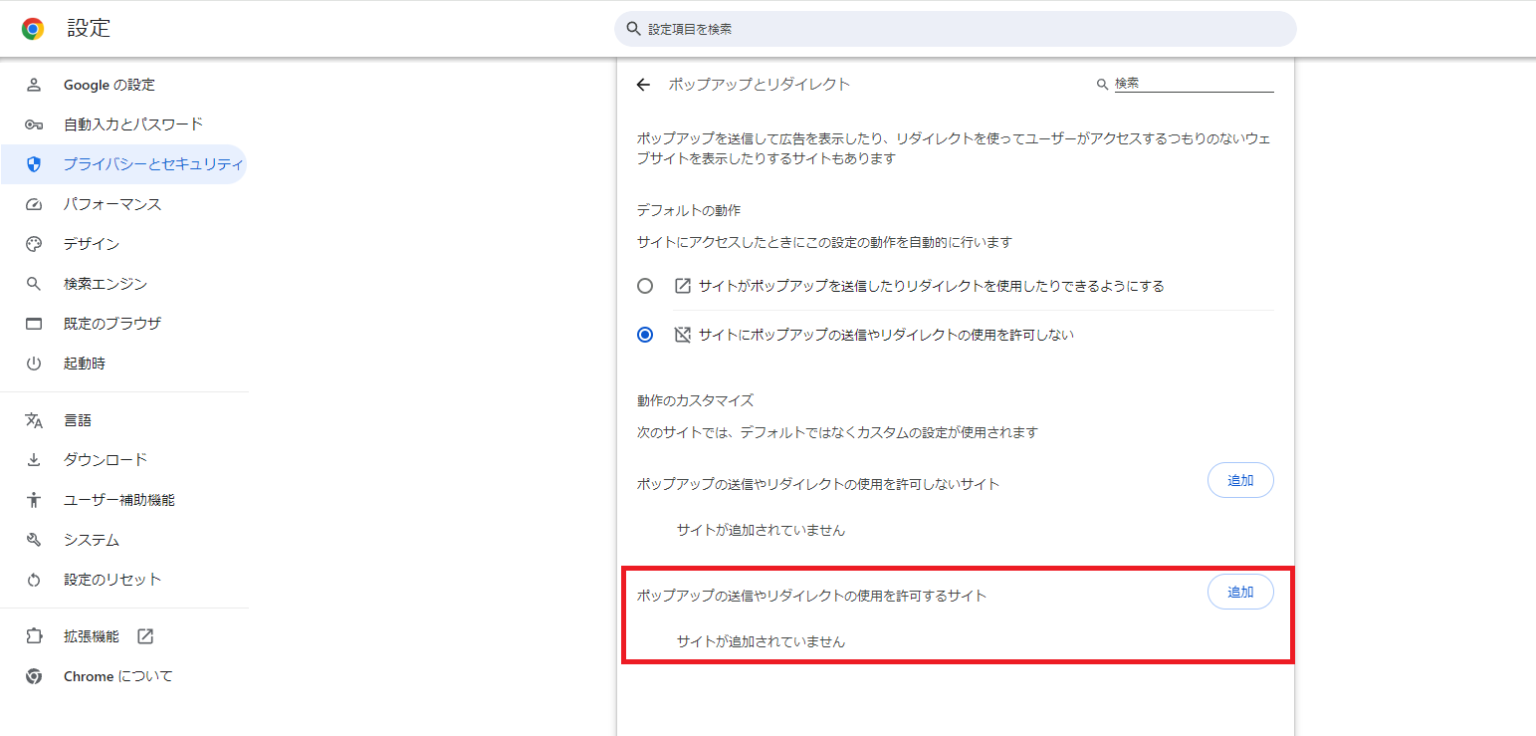 設定
設定項目を検索
Google の設定
自動入力とパスワード
プライバシーとセキュリティ
パフォーマンス
デザイン
検索エンジン
既定のブラウザ
起動時
言語
ダウンロード
ユーザー補助機能
システム
設定のリセット
拡張機能
Chrome について
ポップアップとリダイレクト
検索
ポップアップを送信して広告を表示したり、リダイレクトを使ってユーザーがアクセスするつもりのないウェ
ブサイトを表示したりするサイトもあります
デフォルトの動作
サイトにアクセスしたときにこの設定の動作を自動的に行います
サイトがポップアップを送信したりリダイレクトを使用したりできるようにする
サイトにポップアップの送信やリダイレクトの使用を許可しない
動作のカスタマイズ
次のサイトでは、デフォルトではなくカスタムの設定が使用されます
ポップアップの送信やリダイレクトの使用を許可しないサイト
追加
サイトが追加されていません
ポップアップの送信やリダイレクトの使用を許可するサイト
追加
サイトが追加されていません